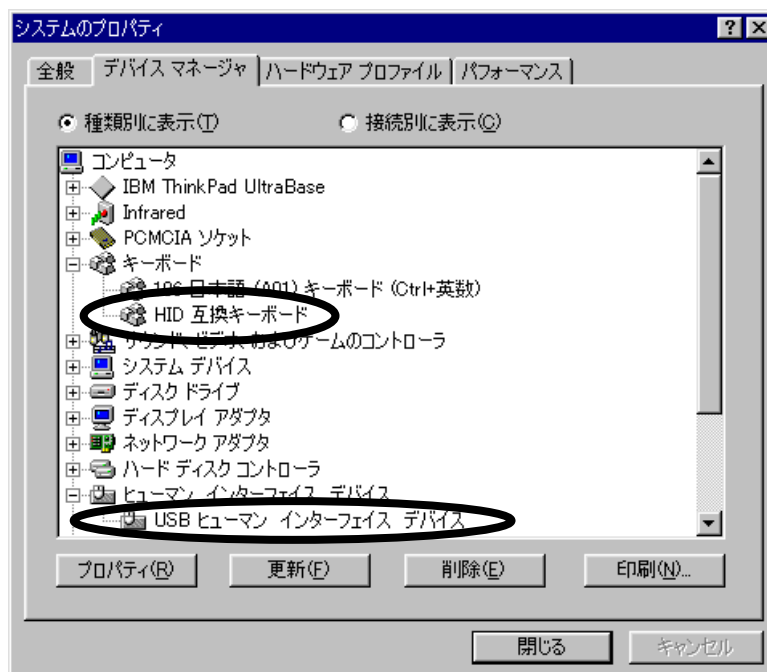 システムのプロパティ
全般 デバイス マネージャ ハードウェア プロファイル パフォーマンス
種類別に表示(T) 接続別に表示(C)
コンピュータ
IBM ThinkPad UltraBase
Infrared
PCMCIA ソケット
キーボード
106 日本語 (A01) キーボード (Ctrl+英数)
HID 互換キーボード
サウンド、ビデオ、およびゲームのコントローラ
システム デバイス
ディスク ドライブ
ディスプレイ アダプタ
ネットワーク アダプタ
ハード ディスク コントローラ
ヒューマン インターフェイス デバイス
USB ヒューマン インターフェイス デバイス
プロパティ(R) 更新(F) 削除(E) 印刷(N)...
閉じる キャンセル